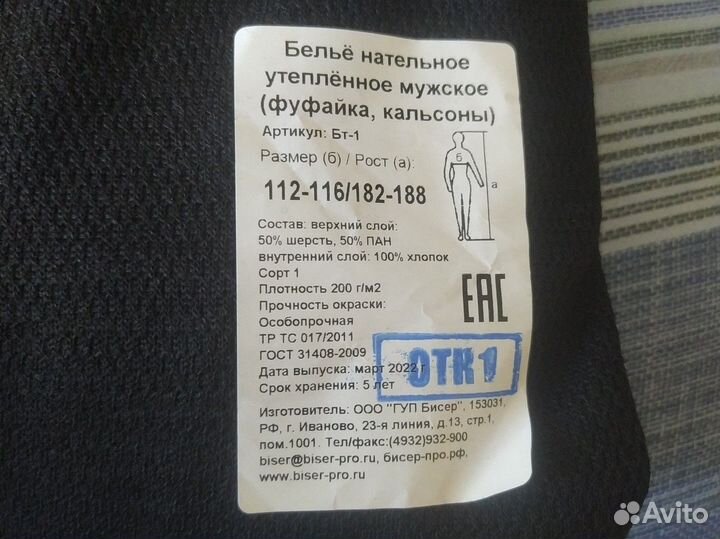 Бельё нательное
утеплённое мужское
(фуфайка, кальсоны)
Артикул: Бт-1
Размер (б) / Рост (а):
112-116/182-188
б
а
Состав: верхний слой:
50% шерсть, 50% ПАН
внутренний слой: 100% хлопок
Сорт 1
Плотность 200 г/м2
Прочность окраски:
Особопрочная
ТР ТС 017/2011
ГОСТ 31408-2009
Дата выпуска: март 2022 г
Срок хранения: 5 лет
EAC
ОТК1
Изготовитель: ООО "ГУП Бисер", 153031,
РФ, г. Иваново, 23-я линия, д.13, стр.1,
пом.1001. Тел/факс:(4932)932-900
biser@biser-pro.ru, бисер-про.рф,
www.biser-pro.ru
Avito